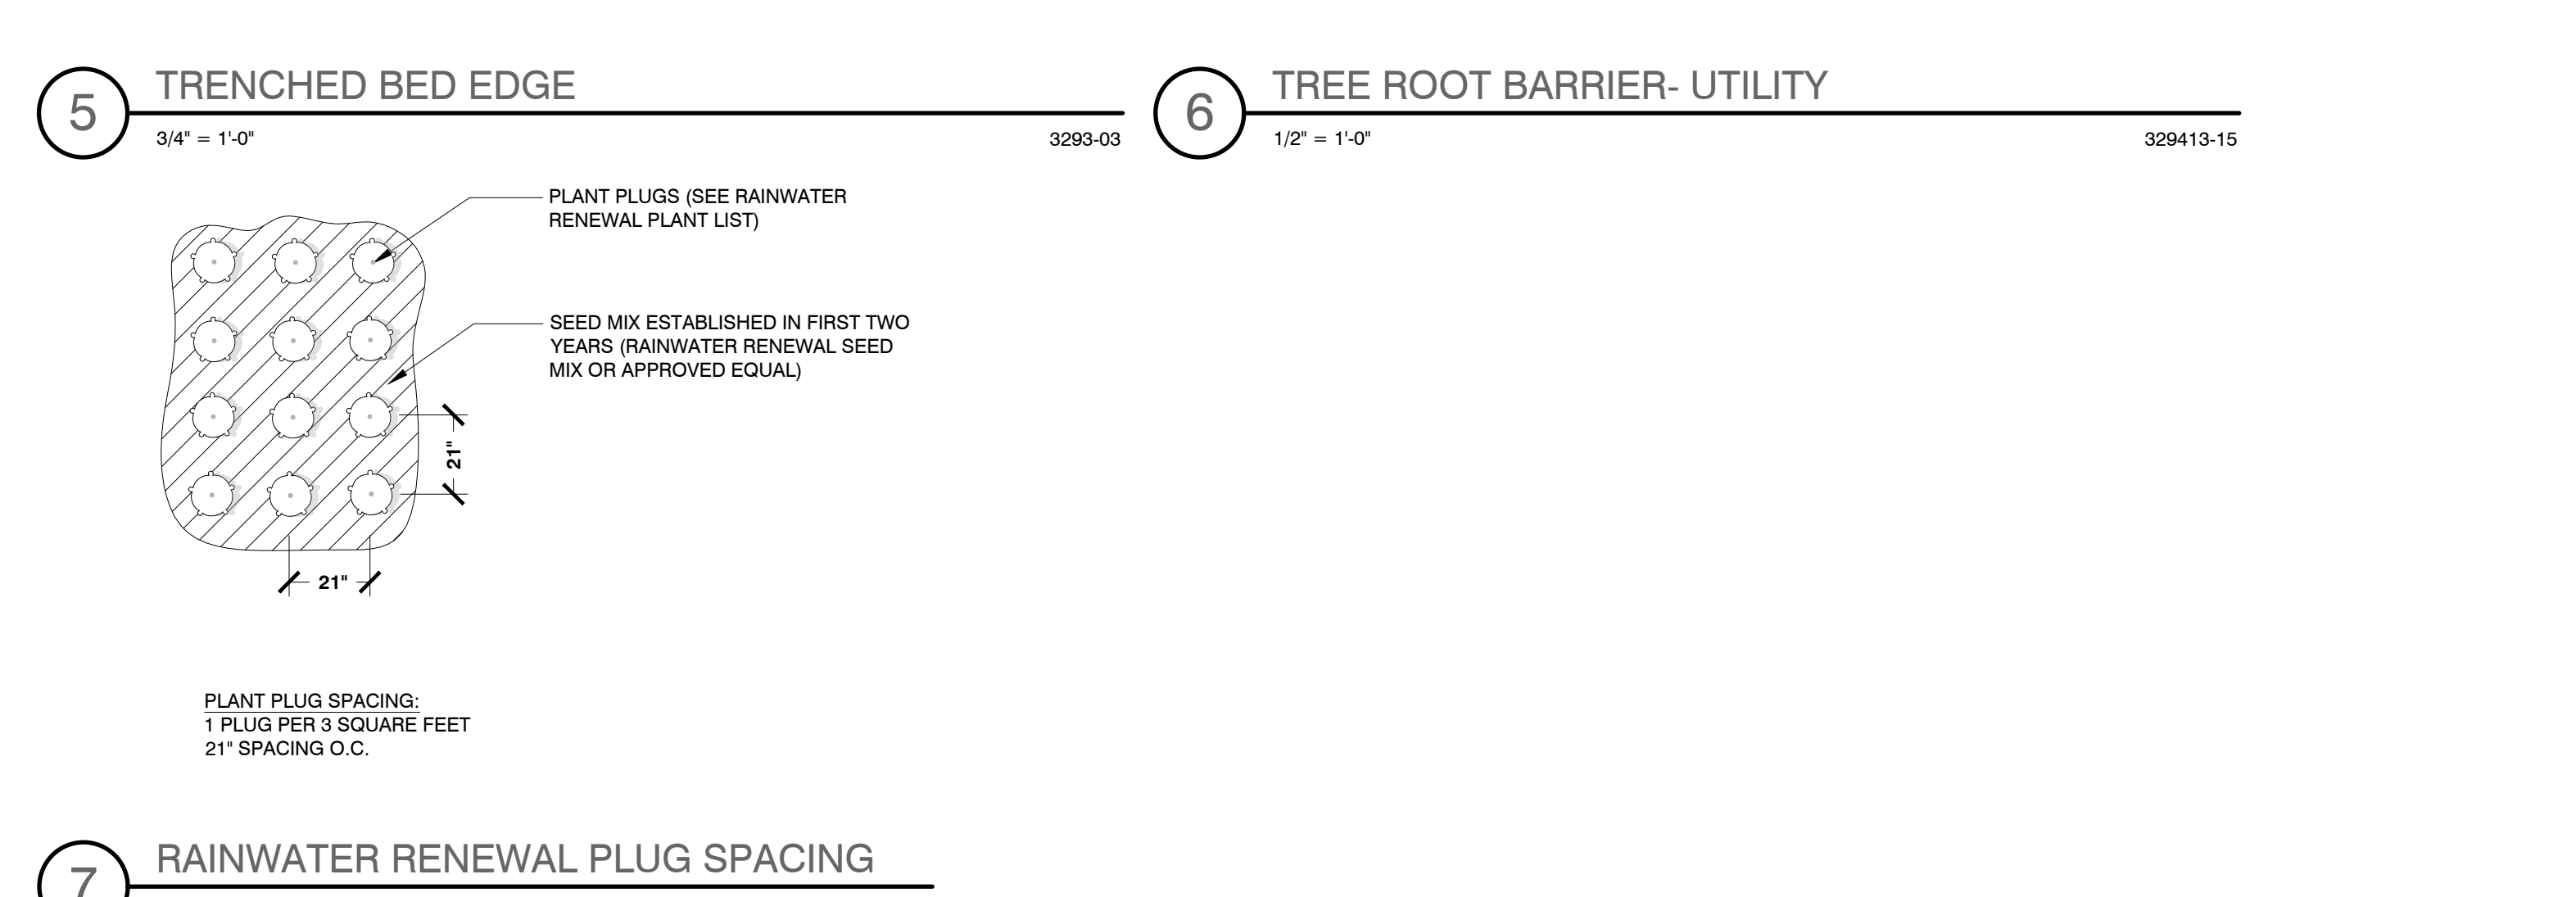 5
TRENCHED BED EDGE
3/4" = 1'-0"
3293-03
6
TREE ROOT BARRIER- UTILITY
1/2" = 1'-0"
329413-15
PLANT PLUGS (SEE RAINWATER
RENEWAL PLANT LIST)
SEED MIX ESTABLISHED IN FIRST TWO
YEARS (RAINWATER RENEWAL SEED
MIX OR APPROVED EQUAL)
21"
21"
PLANT PLUG SPACING:
1 PLUG PER 3 SQUARE FEET
21" SPACING O.C.
7
RAINWATER RENEWAL PLUG SPACING